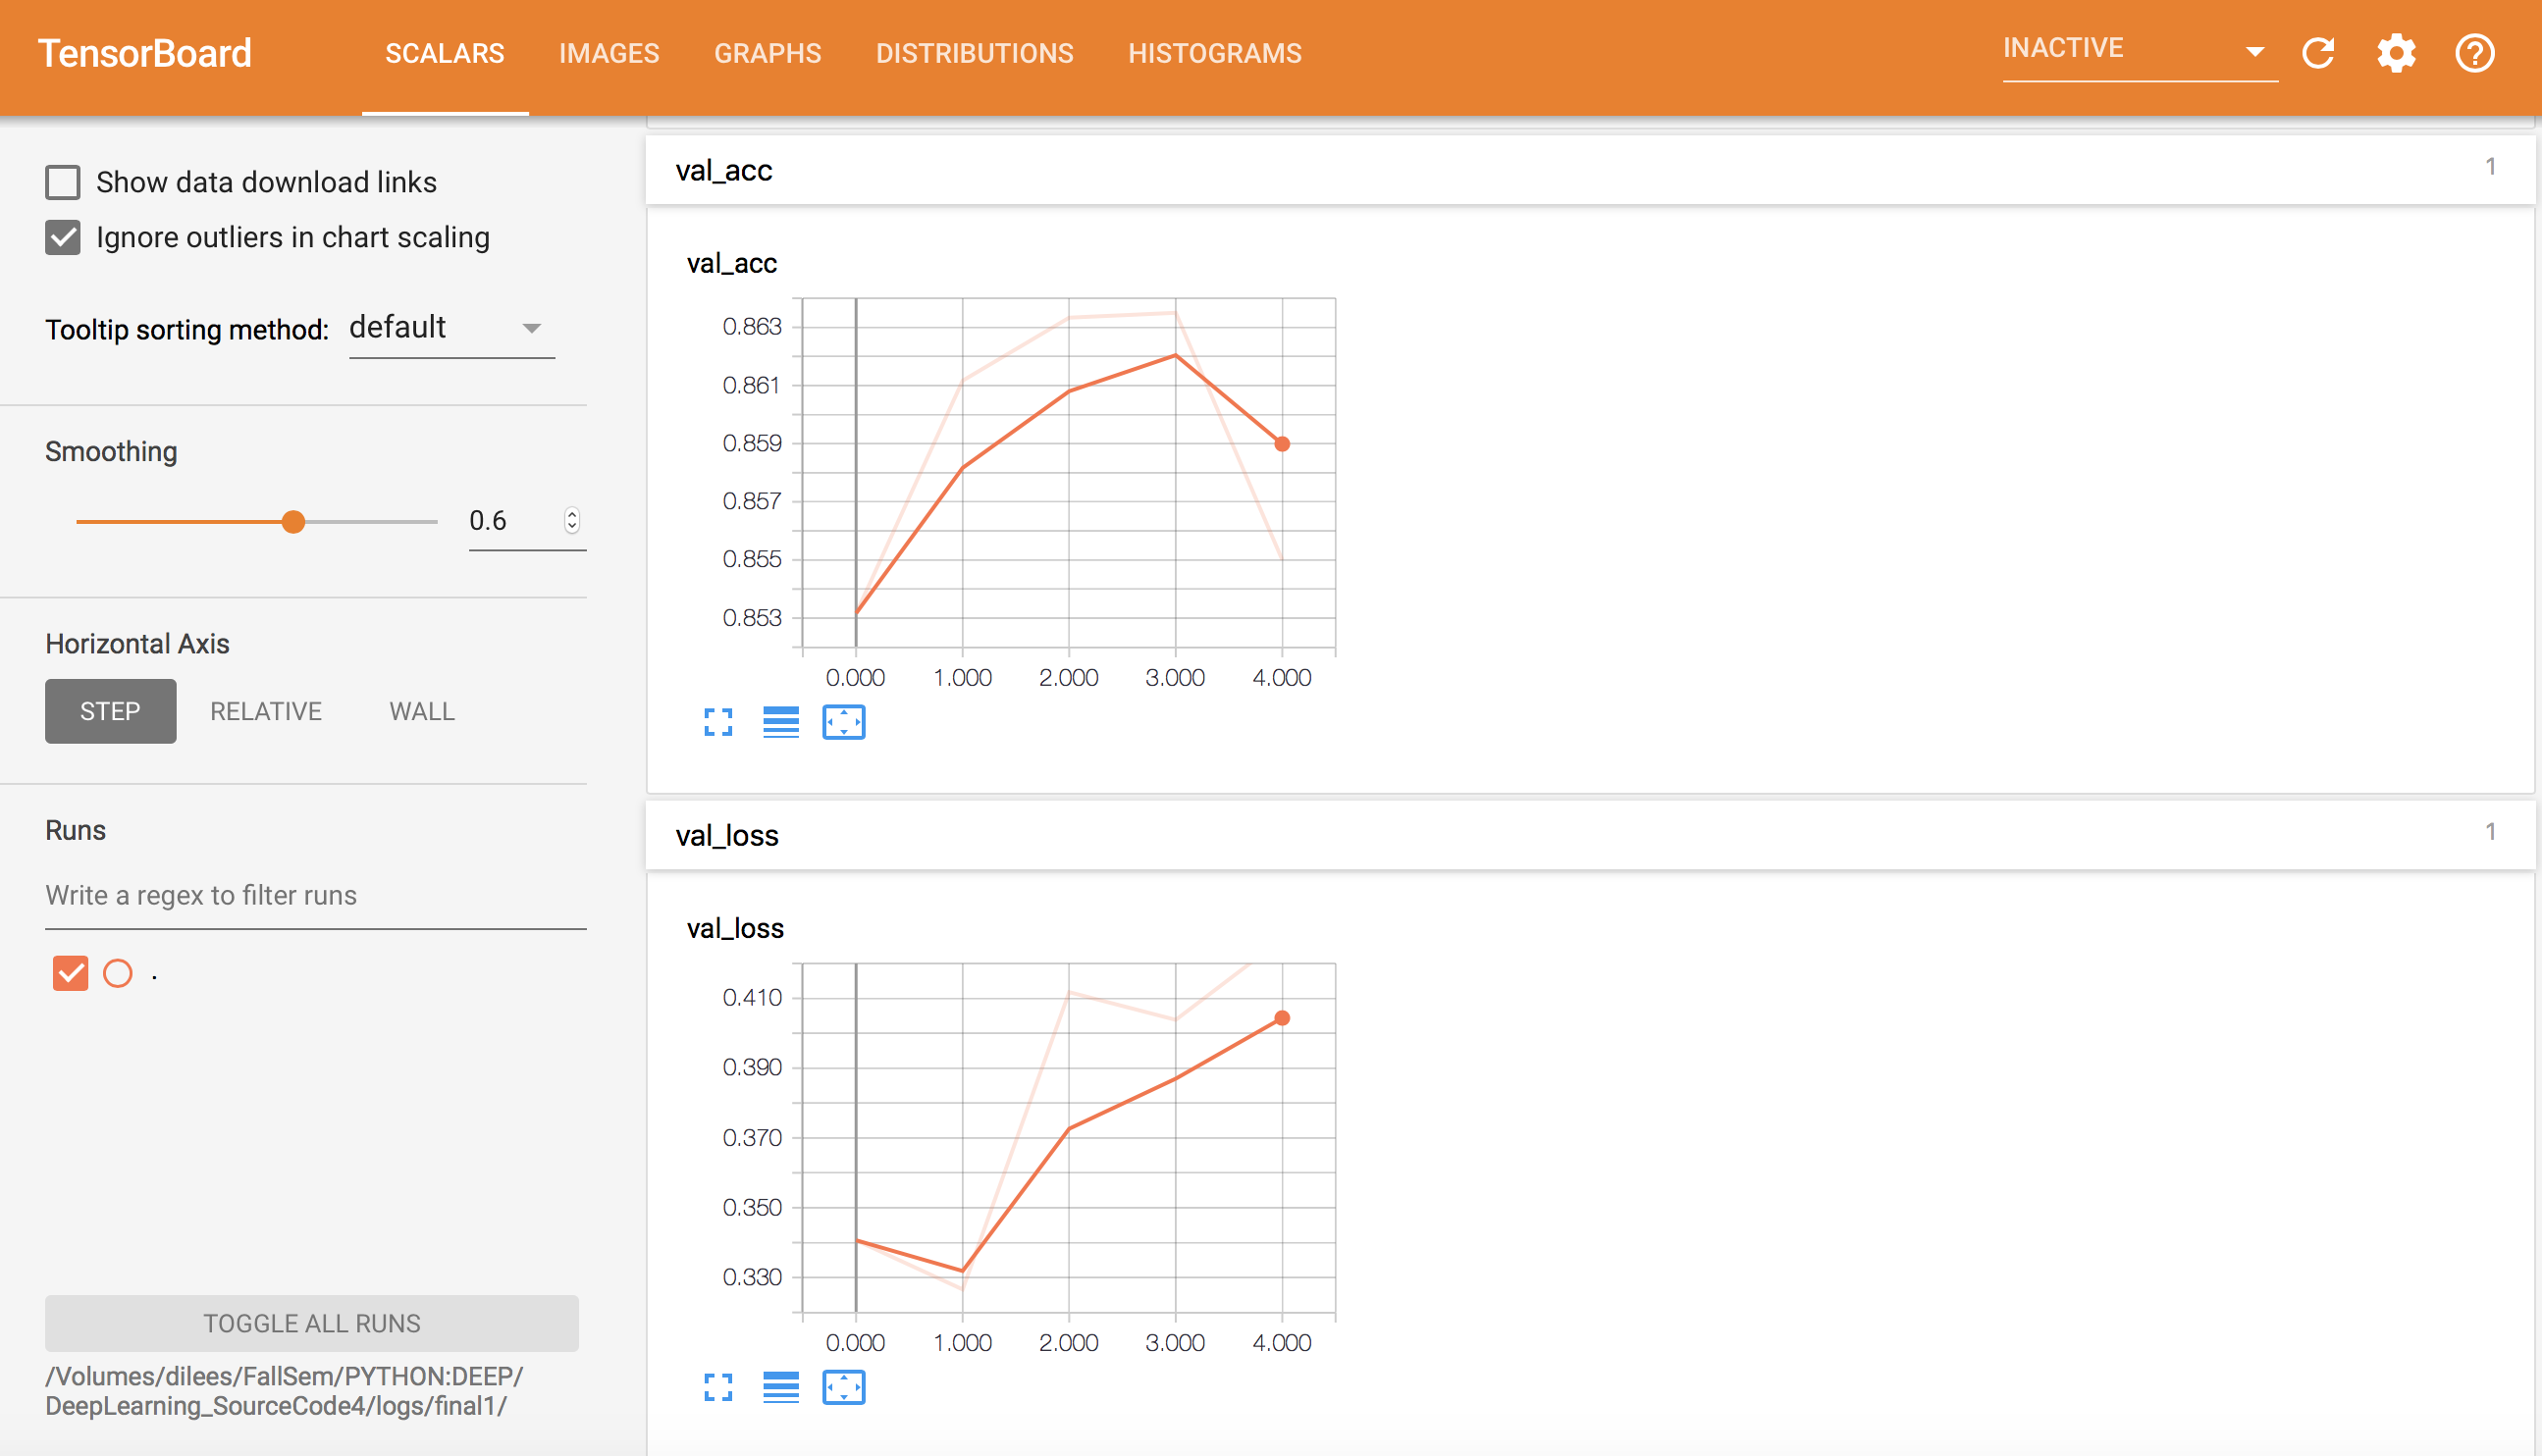 TensorBoard
SCALARS
IMAGES
GRAPHS
DISTRIBUTIONS
HISTOGRAMS
INACTIVE
Show data download links
Ignore outliers in chart scaling
Tooltip sorting method: default
Smoothing
0.6
Horizontal Axis
STEP
RELATIVE
WALL
Runs
Write a regex to filter runs
.
TOGGLE ALL RUNS
/Volumes/dilees/FallSem/PYTHON:DEEP/
DeepLearning_SourceCode4/logs/final1/
val_acc
1
val_acc
0.863
0.861
0.859
0.857
0.855
0.853
0.000 1.000 2.000 3.000 4.000
val_loss
1
val_loss
0.410
0.390
0.370
0.350
0.330
0.000 1.000 2.000 3.000 4.000